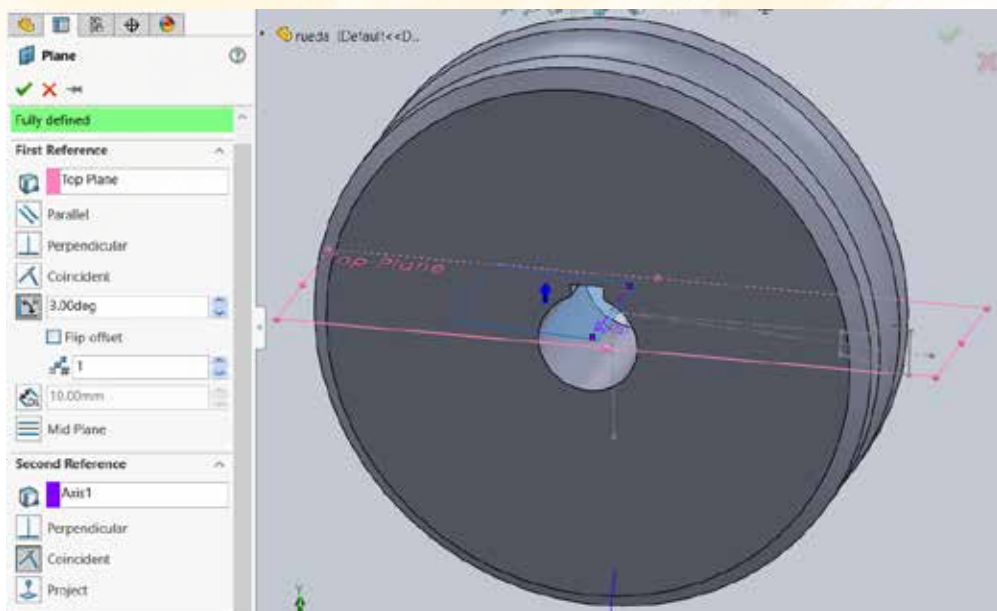 rueda (Default<<D...
Plane
Fully defined
First Reference
Top Plane
Parallel
Perpendicular
Coincident
3.00deg
Flip offset
1
10.00mm
Mid Plane
Second Reference
Axis1
Perpendicular
Coincident
Project
Top Plane
Y